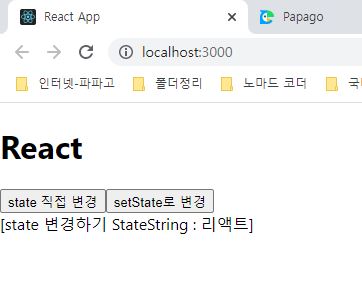 React App
Papago
localhost:3000
인터넷-파파고 폴더정리 노마드 코더
React
state 직접 변경 setState로 변경
[state 변경하기 StateString : 리액트]